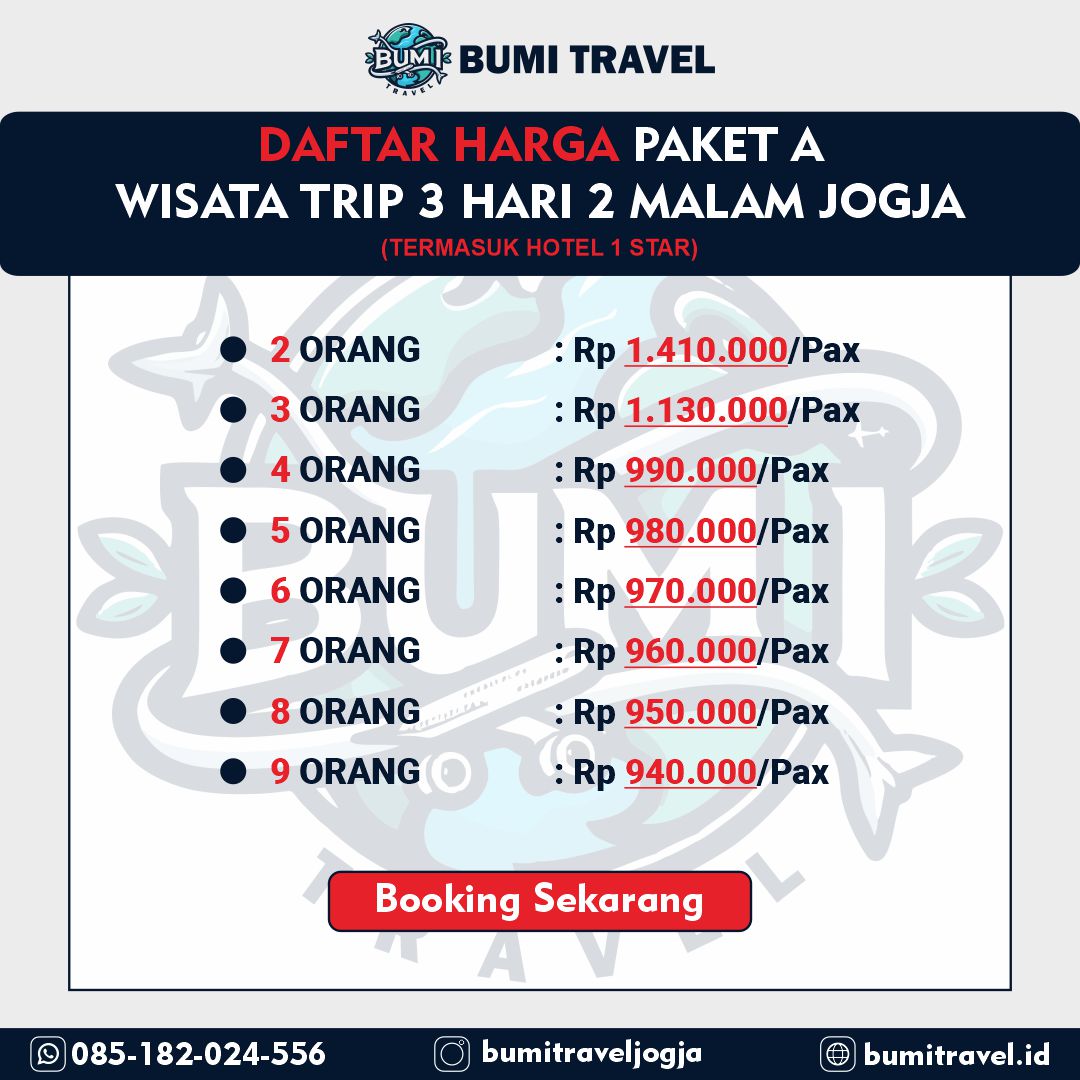 BUMI TRAVEL
BUMI TRAVEL
DAFTAR HARGA PAKET A
WISATA TRIP 3 HARI 2 MALAM JOGJA
(TERMASUK HOTEL 1 STAR)
2 ORANG : Rp 1.410.000/Pax
3 ORANG : Rp 1.130.000/Pax
4 ORANG : Rp 990.000/Pax
5 ORANG : Rp 980.000/Pax
6 ORANG : Rp 970.000/Pax
7 ORANG : Rp 960.000/Pax
8 ORANG : Rp 950.000/Pax
9 ORANG : Rp 940.000/Pax
BUMI
TRAVEL
Booking Sekarang
085-182-024-556 bumitraveljogja bumitravel.id